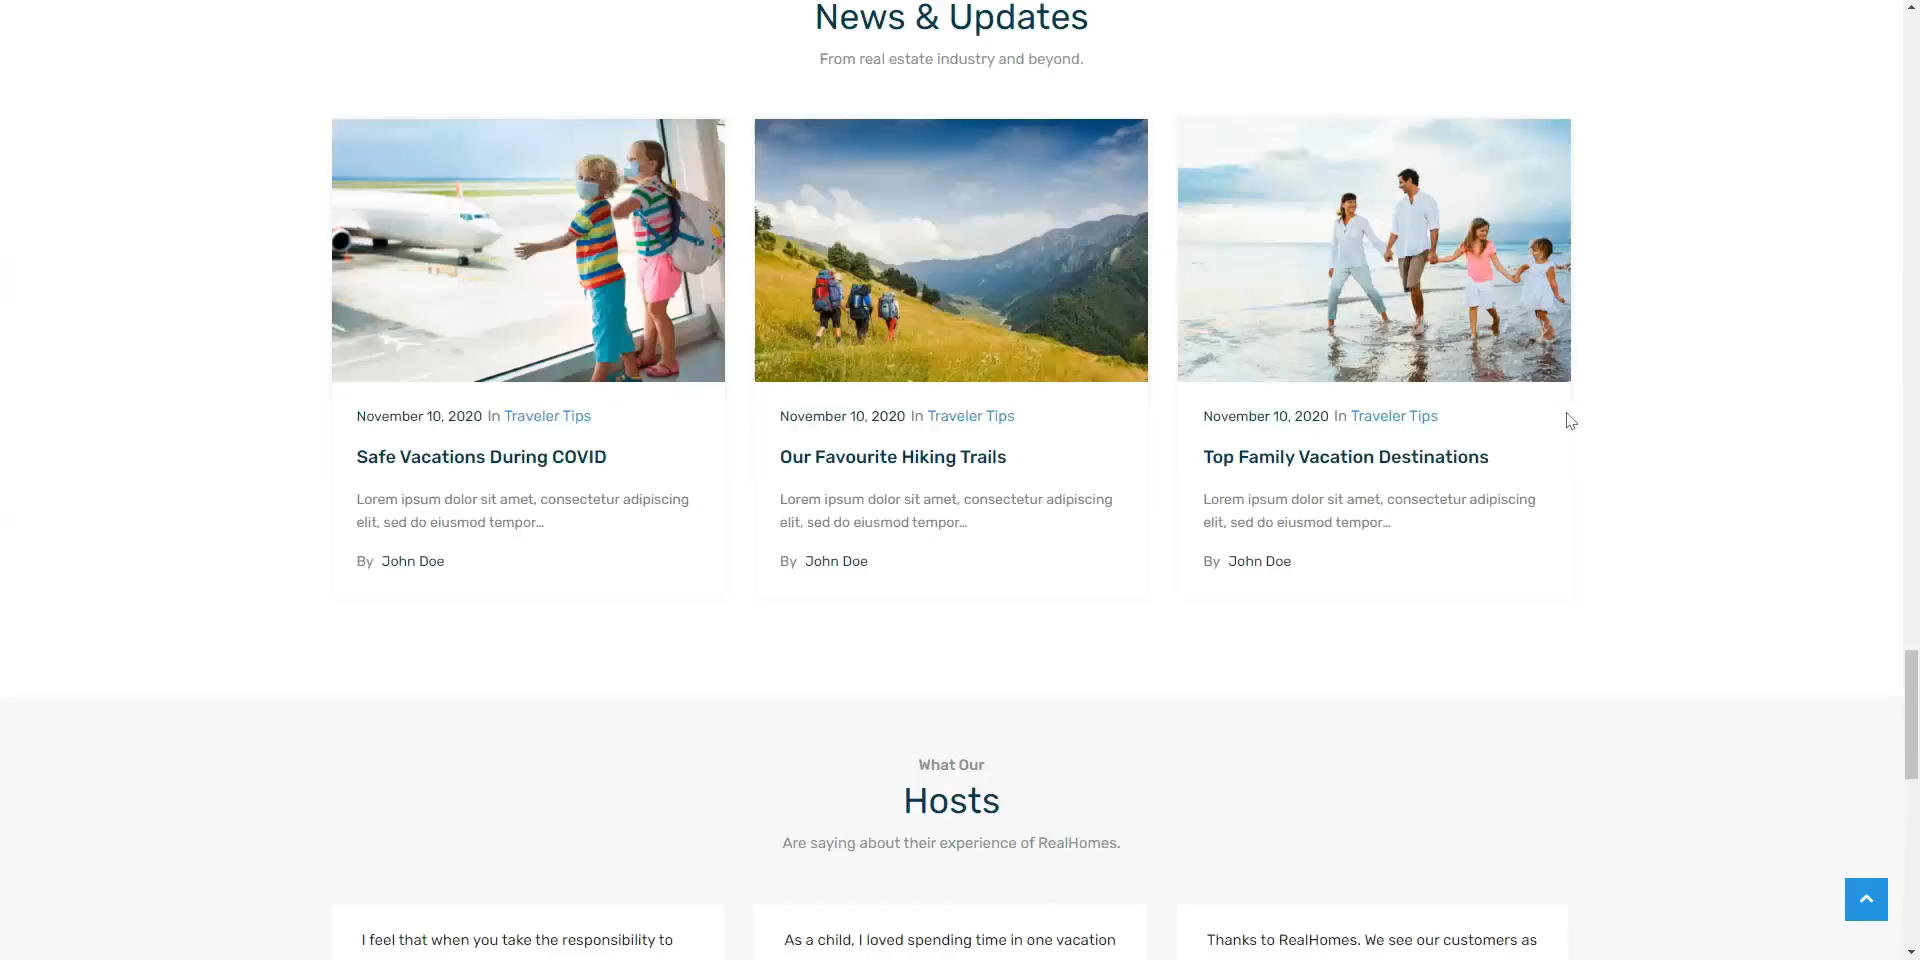 News & Updates
From real estate industry and beyond.
November 10, 2020 In Traveler Tips
Safe Vacations During COVID
Lorem ipsum dolor sit amet, consectetur adipiscing
elit, sed do eiusmod tempor...
By John Doe
November 10, 2020 In Traveler Tips
Our Favourite Hiking Trails
Lorem ipsum dolor sit amet, consectetur adipiscing
elit, sed do eiusmod tempor...
By John Doe
November 10, 2020 In Traveler Tips
Top Family Vacation Destinations
Lorem ipsum dolor sit amet, consectetur adipiscing
elit, sed do eiusmod tempor...
By John Doe
What Our
Hosts
Are saying about their experience of RealHomes.
I feel that when you take the responsibility to
As a child, I loved spending time in one vacation
Thanks to RealHomes. We see our customers as